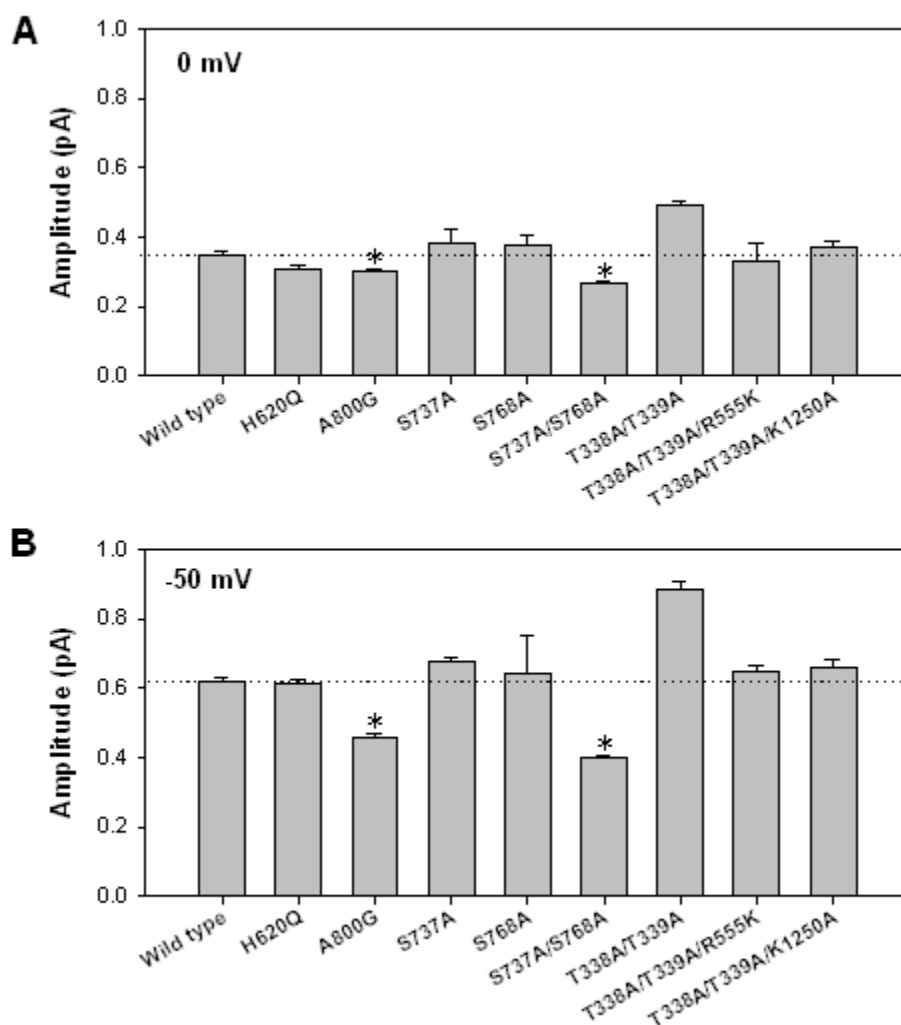 A
0 mV
Amplitude (pA)
1.0
0.8
0.6
0.4
0.2
0.0
*
*
Wild type
H620Q
A800G
S737A
S768A
S737A/S768A
T338A/T339A
T338A/T339A/R555K
T338A/T339A/K1250A
B
-50 mV
Amplitude (pA)
1.0
0.8
0.6
0.4
0.2
0.0
*
*
Wild type
H620Q
A800G
S737A
S768A
S737A/S768A
T338A/T339A
T338A/T339A/R555K
T338A/T339A/K1250A